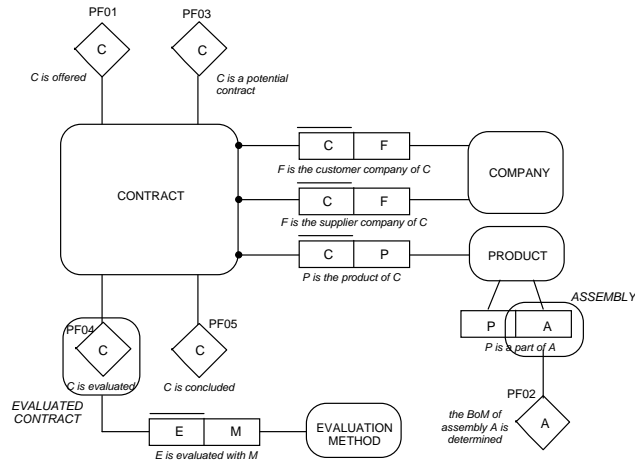 PF01
C
C is offered
PF03
C
C is a potential
contract
CONTRACT
C F
F is the customer company of C
COMPANY
C F
F is the supplier company of C
C P
P is the product of C
PRODUCT
ASSEMBLY
P A
P is a part of A
PF04
C
C is evaluated
PF05
C
C is concluded
PF02
A
the BoM of
assembly A is
determined
EVALUATED
CONTRACT
E M
E is evaluated with M
EVALUATION
METHOD